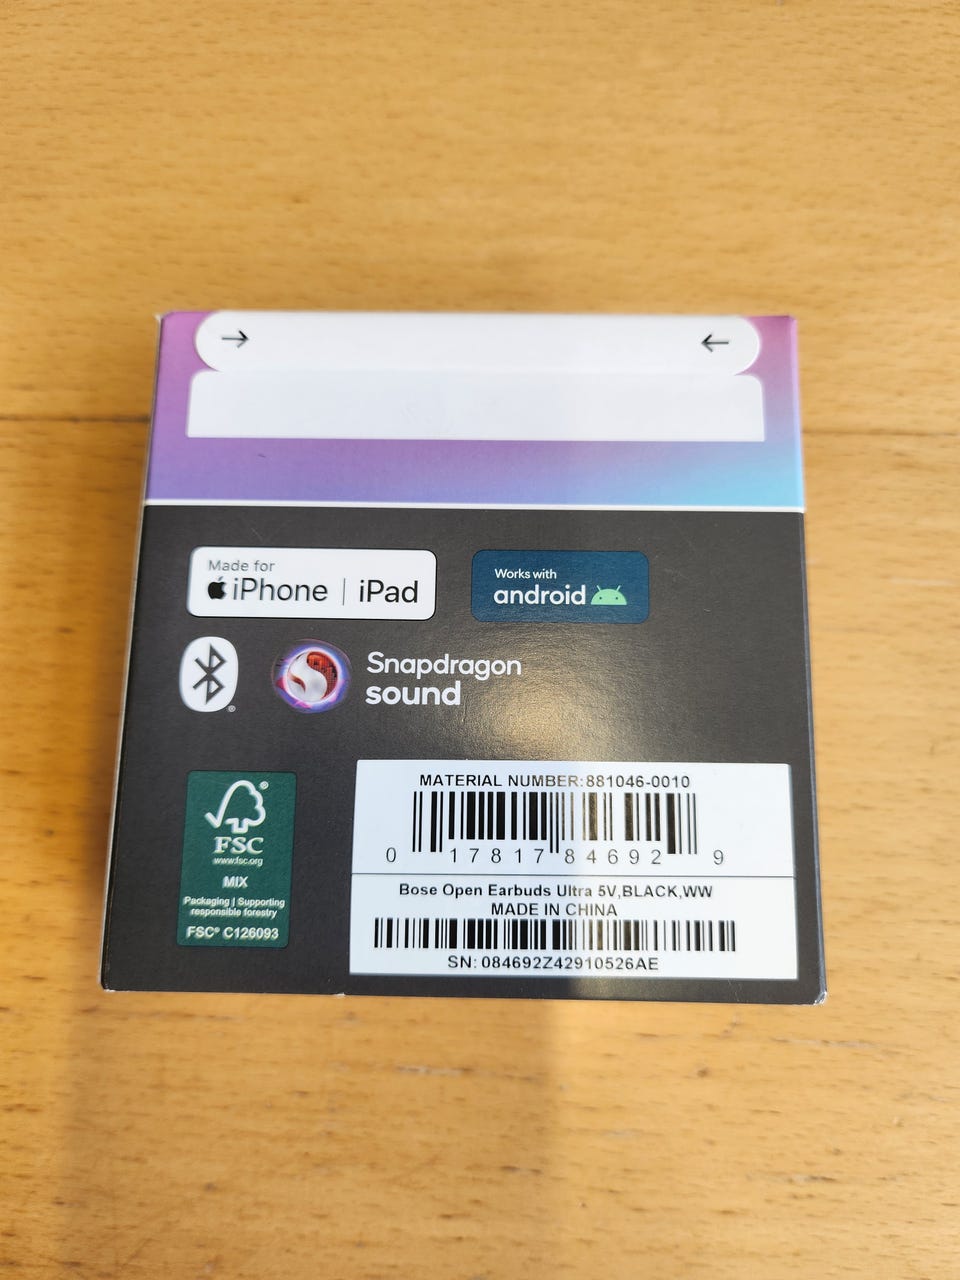 → ←
Made for
iPhone | iPad
Works with
android
®
Snapdragon
sound
®
FSC
www.fsc.org
MIX
Packaging | Supporting
responsible forestry
FSC® C126093
MATERIAL NUMBER:881046-0010
0 17817 84692 9
Bose Open Earbuds Ultra 5V,BLACK,WW
MADE IN CHINA
SN: 084692Z42910526AE